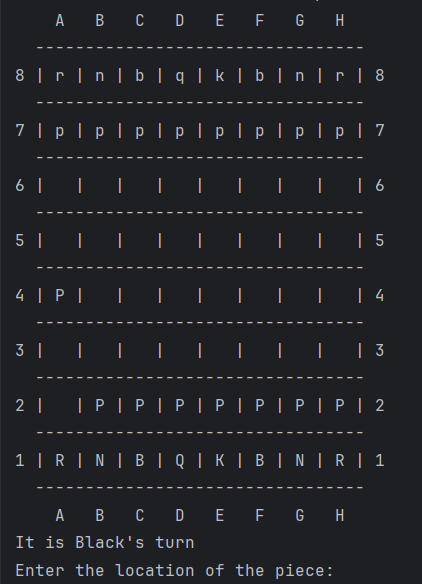 A   B   C   D   E   F   G   H
  ---------------------------------
8 | r | n | b | q | k | b | n | r | 8
  ---------------------------------
7 | p | p | p | p | p | p | p | p | 7
  ---------------------------------
6 |   |   |   |   |   |   |   |   | 6
  ---------------------------------
5 |   |   |   |   |   |   |   |   | 5
  ---------------------------------
4 | P |   |   |   |   |   |   |   | 4
  ---------------------------------
3 |   |   |   |   |   |   |   |   | 3
  ---------------------------------
2 |   | P | P | P | P | P | P | P | 2
  ---------------------------------
1 | R | N | B | Q | K | B | N | R | 1
  ---------------------------------
    A   B   C   D   E   F   G   H
It is Black's turn
Enter the location of the piece: